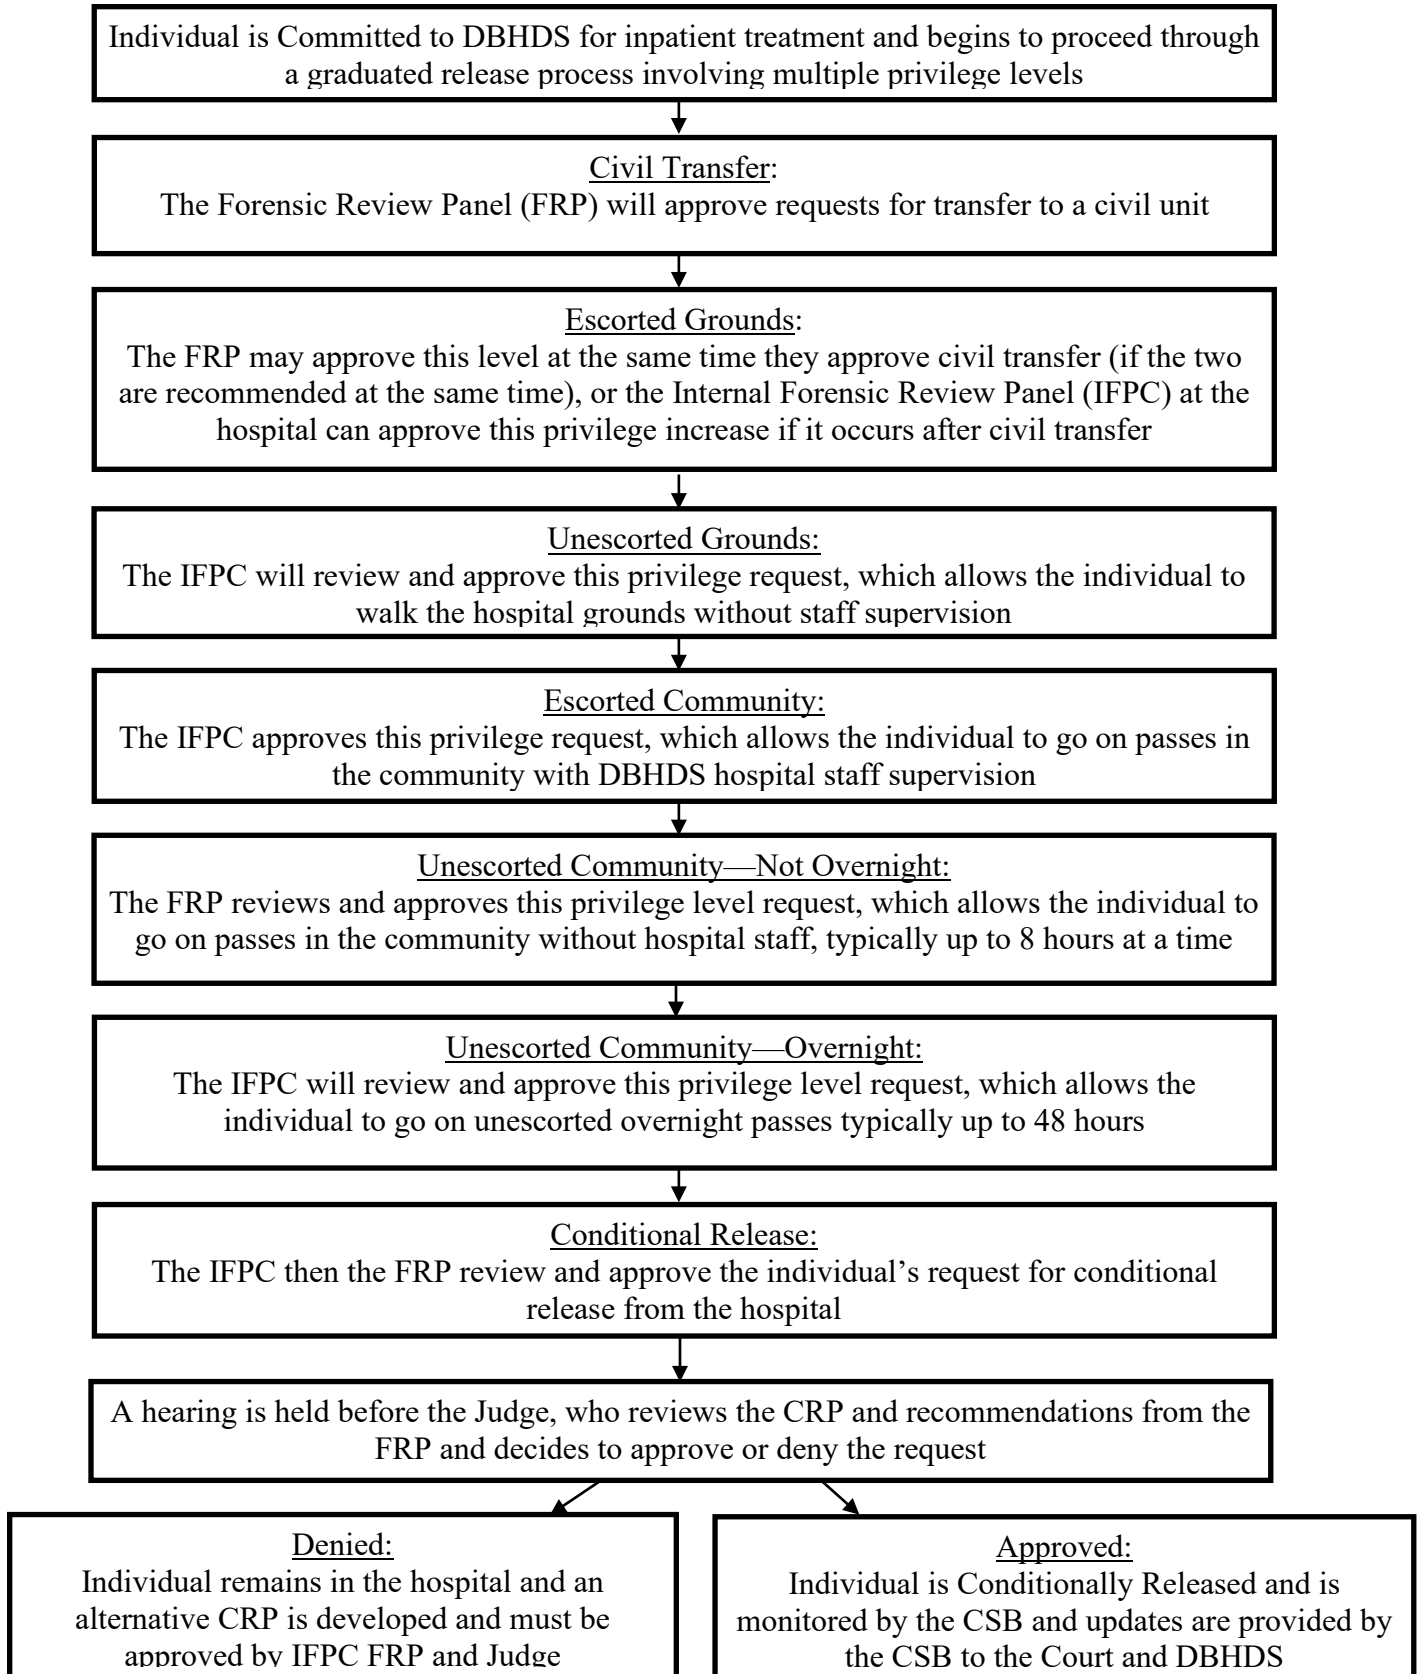 Individual is Committed to DBHDS for inpatient treatment and begins to proceed through
a graduated release process involving multiple privilege levels
Civil Transfer:
The Forensic Review Panel (FRP) will approve requests for transfer to a civil unit
Escorted Grounds:
The FRP may approve this level at the same time they approve civil transfer (if the two
are recommended at the same time), or the Internal Forensic Review Panel (IFPC) at the
hospital can approve this privilege increase if it occurs after civil transfer
Unescorted Grounds:
The IFPC will review and approve this privilege request, which allows the individual to
walk the hospital grounds without staff supervision
Escorted Community:
The IFPC approves this privilege request, which allows the individual to go on passes in
the community with DBHDS hospital staff supervision
Unescorted Community—Not Overnight:
The FRP reviews and approves this privilege level request, which allows the individual to
go on passes in the community without hospital staff, typically up to 8 hours at a time
Unescorted Community—Overnight:
The IFPC will review and approve this privilege level request, which allows the
individual to go on unescorted overnight passes typically up to 48 hours
Conditional Release:
The IFPC then the FRP review and approve the individual’s request for conditional
release from the hospital
A hearing is held before the Judge, who reviews the CRP and recommendations from the
FRP and decides to approve or deny the request
Denied:
Individual remains in the hospital and an
alternative CRP is developed and must be
approved by IFPC FRP and Judge
Approved:
Individual is Conditionally Released and is
monitored by the CSB and updates are provided by
the CSB to the Court and DBHDS